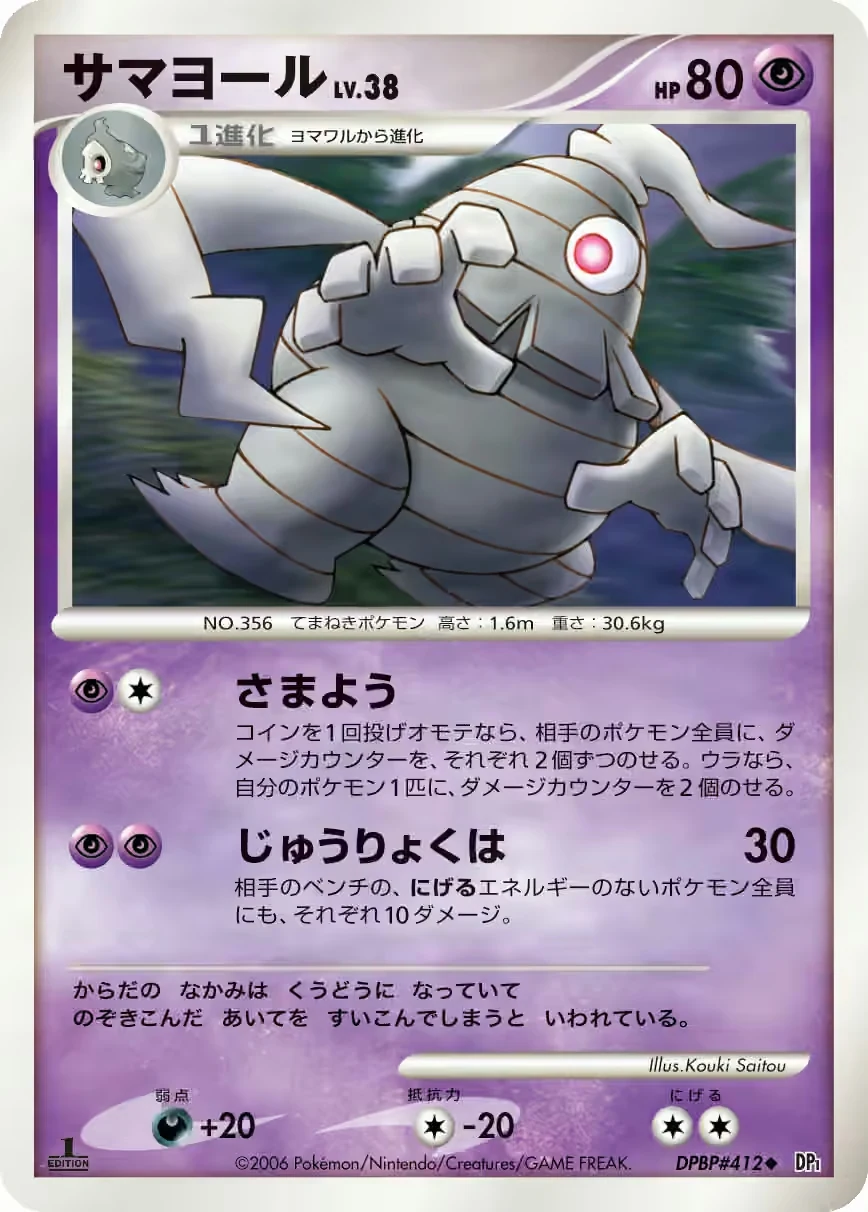 サマヨール LV.38 HP 80
1進化 ヨマワルから進化
NO.356 てまねきポケモン 高さ：1.6m 重さ：30.6kg
さまよう
コインを1回投げオモテなら、相手のポケモン全員に、ダ
メージカウンターを、それぞれ2個ずつのせる。ウラなら、
自分のポケモン1匹に、ダメージカウンターを2個のせる。
じゅうりょくは 30
相手のベンチの、にげるエネルギーのないポケモン全員
にも、それぞれ10ダメージ。
からだの なかみは くうどうに なっていて
のぞきこんだ あいてを すいこんでしまうと いわれている。
Illus.Kouki Saitou
弱点 抵抗力 にげる
+20 -20
1 EDITION ©2006 Pokémon/Nintendo/Creatures/GAME FREAK. DPBP#412◆ DP1